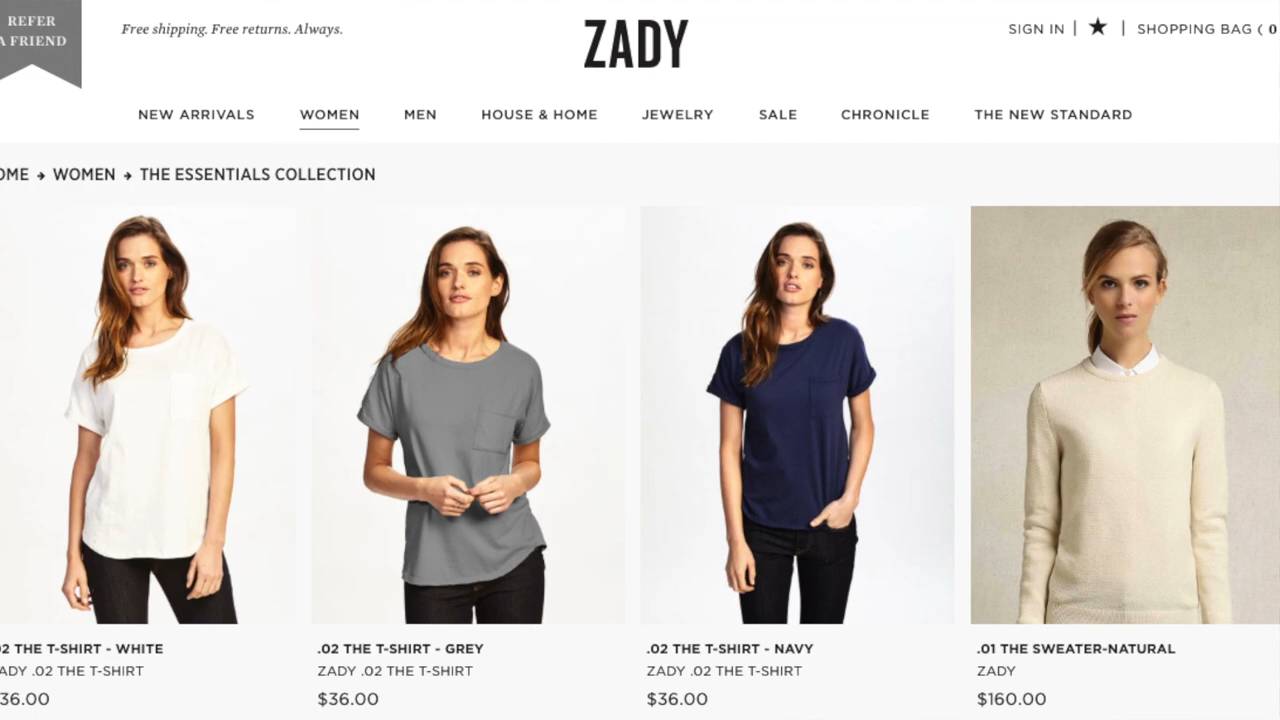 REFER
A FRIEND
Free shipping. Free returns. Always.
ZADY
SIGN IN | ★ | SHOPPING BAG ( 0
NEW ARRIVALS WOMEN MEN HOUSE & HOME JEWELRY SALE CHRONICLE THE NEW STANDARD
OME → WOMEN → THE ESSENTIALS COLLECTION
02 THE T-SHIRT - WHITE
ADY .02 THE T-SHIRT
36.00
.02 THE T-SHIRT - GREY
ZADY .02 THE T-SHIRT
$36.00
.02 THE T-SHIRT - NAVY
ZADY .02 THE T-SHIRT
$36.00
.01 THE SWEATER-NATURAL
ZADY
$160.00